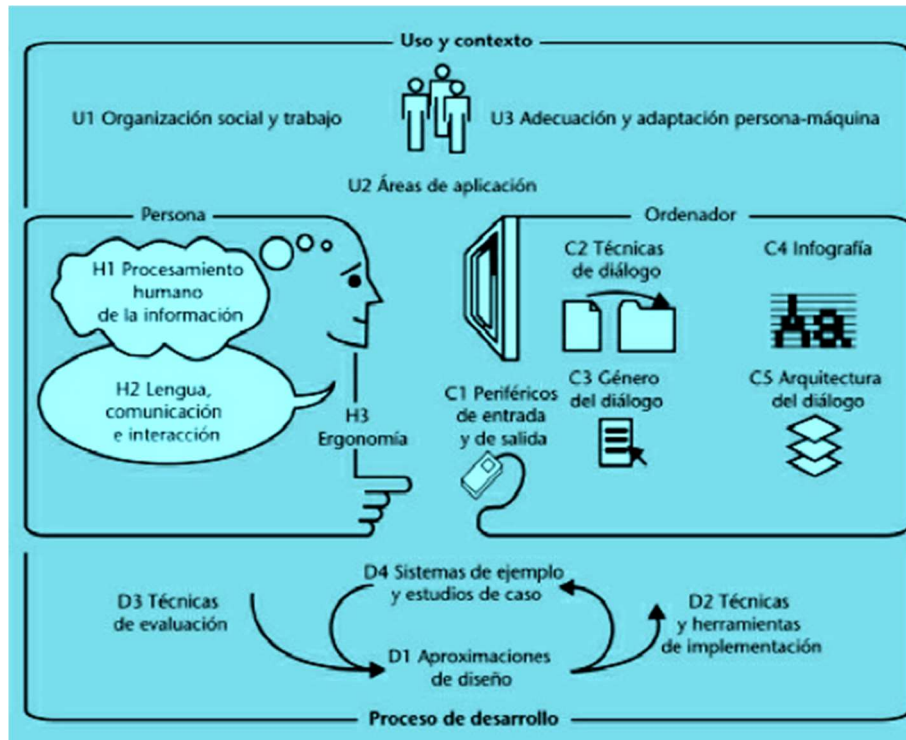 Uso y contexto
U1 Organización social y trabajo
U3 Adecuación y adaptación persona-máquina
U2 Áreas de aplicación
Persona
H1 Procesamiento
humano
de la información
H2 Lengua,
comunicación
e interacción
H3
Ergonomía
Ordenador
C1 Periféricos
de entrada
y de salida
C2 Técnicas
de diálogo
C3 Género
del diálogo
C4 Infografía
Aa
C5 Arquitectura
del diálogo
D3 Técnicas
de evaluación
D4 Sistemas de ejemplo
y estudios de caso
D1 Aproximaciones
de diseño
D2 Técnicas
y herramientas
de implementación
Proceso de desarrollo